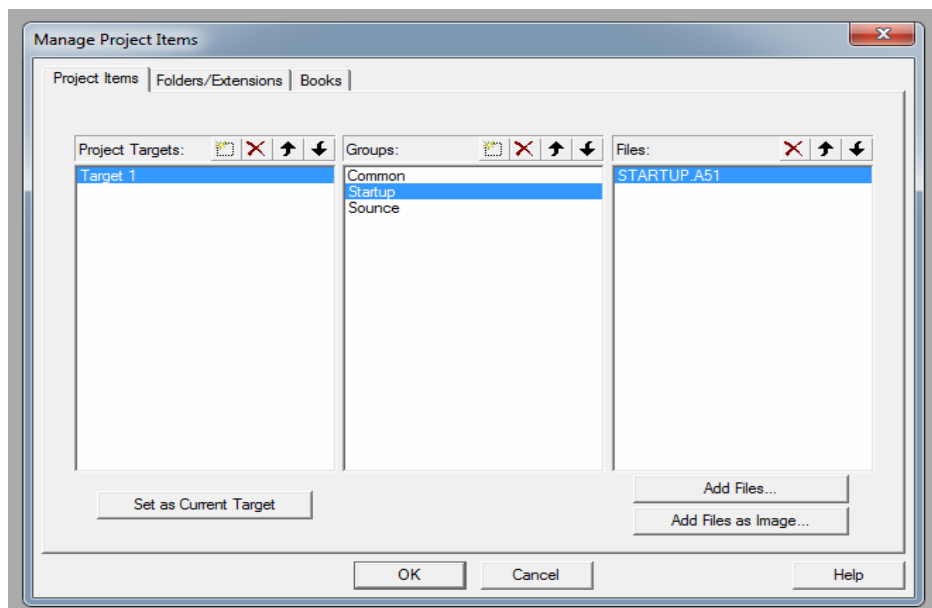 Manage Project Items
Project Items Folders/Extensions Books
Project Targets: Groups: Files:
Target 1 Common STARTUP.A51
Startup
Sounce
Set as Current Target Add Files...
Add Files as Image...
OK Cancel Help